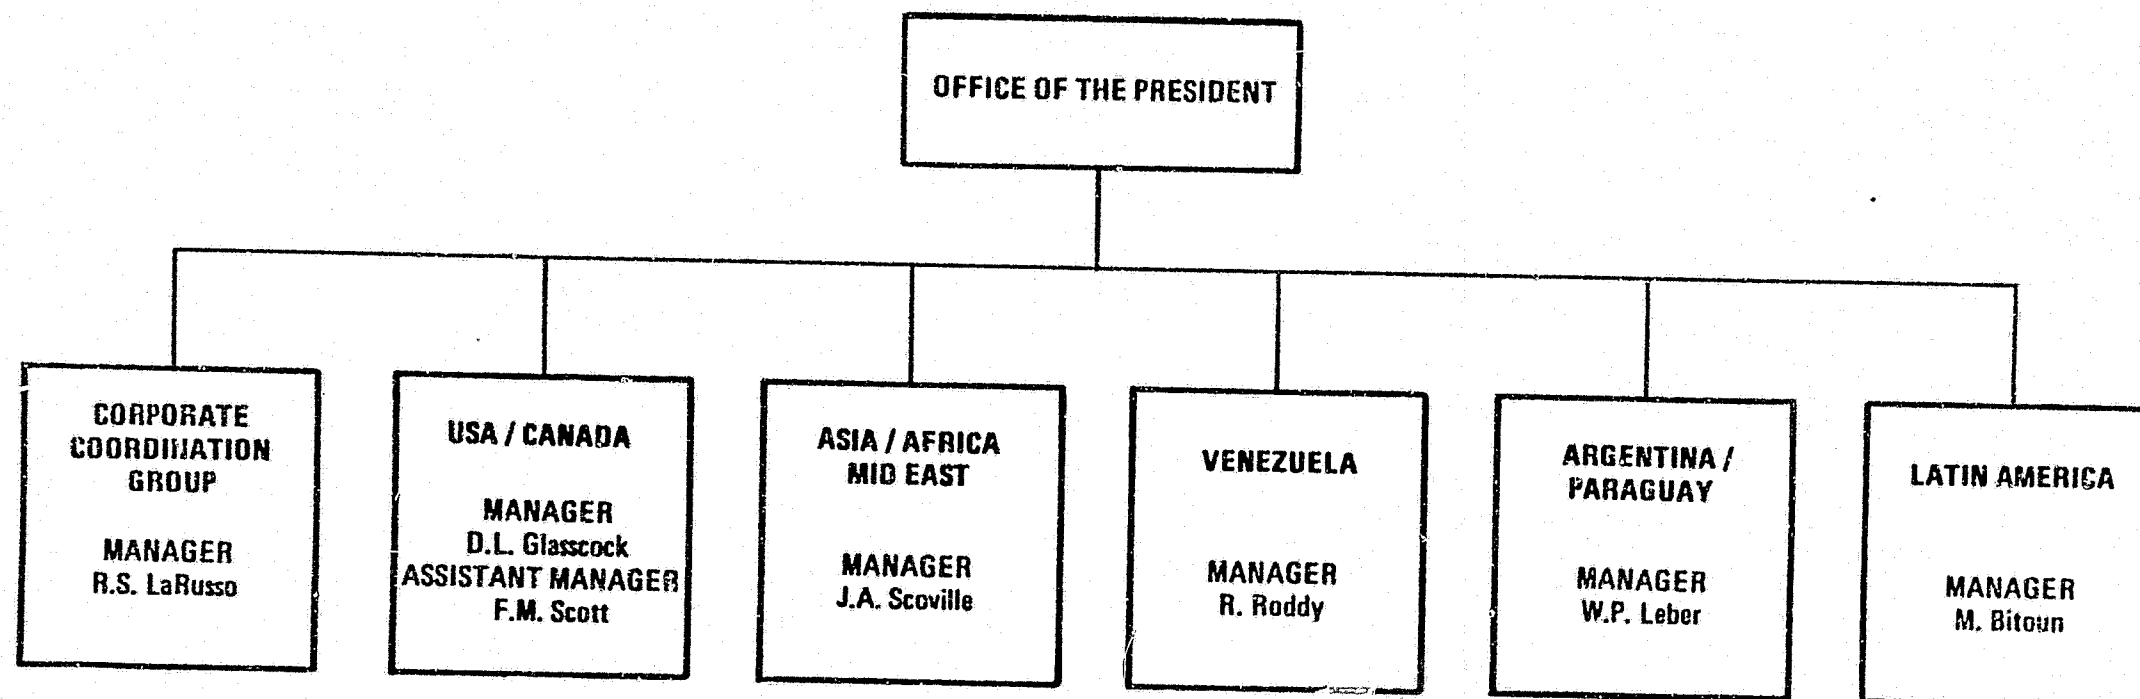 OFFICE OF THE PRESIDENT
CORPORATE
COORDINATION
GROUP
MANAGER
R.S. LaRusso
USA / CANADA
MANAGER
D.L. Glasscock
ASSISTANT MANAGER
F.M. Scott
ASIA / AFRICA
MID EAST
MANAGER
J.A. Scoville
VENEZUELA
MANAGER
R. Roddy
ARGENTINA /
PARAGUAY
MANAGER
W.P. Leber
LATIN AMERICA
MANAGER
M. Bitoun